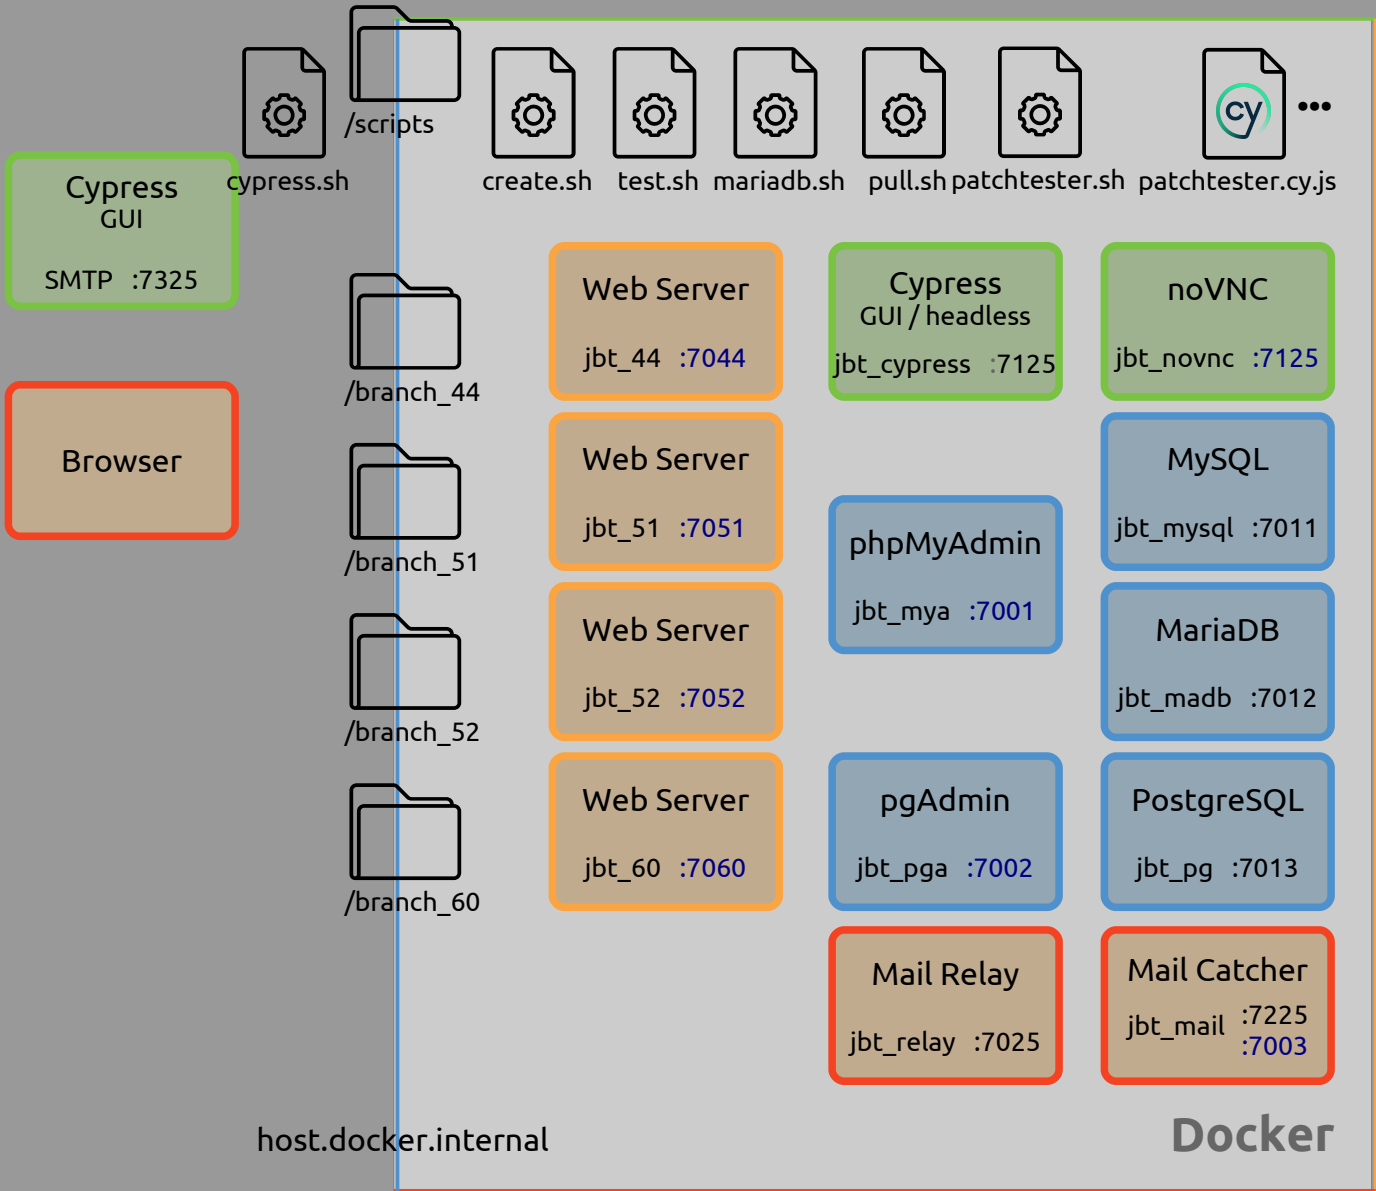 /scripts
cypress.sh
create.sh
test.sh
mariadb.sh
pull.sh
patchtester.sh
cy
patchtester.cy.js
•••
Cypress
GUI
SMTP :7325
Browser
/branch_44
/branch_51
/branch_52
/branch_60
Web Server
jbt_44 :7044
Web Server
jbt_51 :7051
Web Server
jbt_52 :7052
Web Server
jbt_60 :7060
Cypress
GUI / headless
jbt_cypress :7125
phpMyAdmin
jbt_mya :7001
pgAdmin
jbt_pga :7002
Mail Relay
jbt_relay :7025
noVNC
jbt_novnc :7125
MySQL
jbt_mysql :7011
MariaDB
jbt_madb :7012
PostgreSQL
jbt_pg :7013
Mail Catcher
jbt_mail :7225
:7003
host.docker.internal
Docker